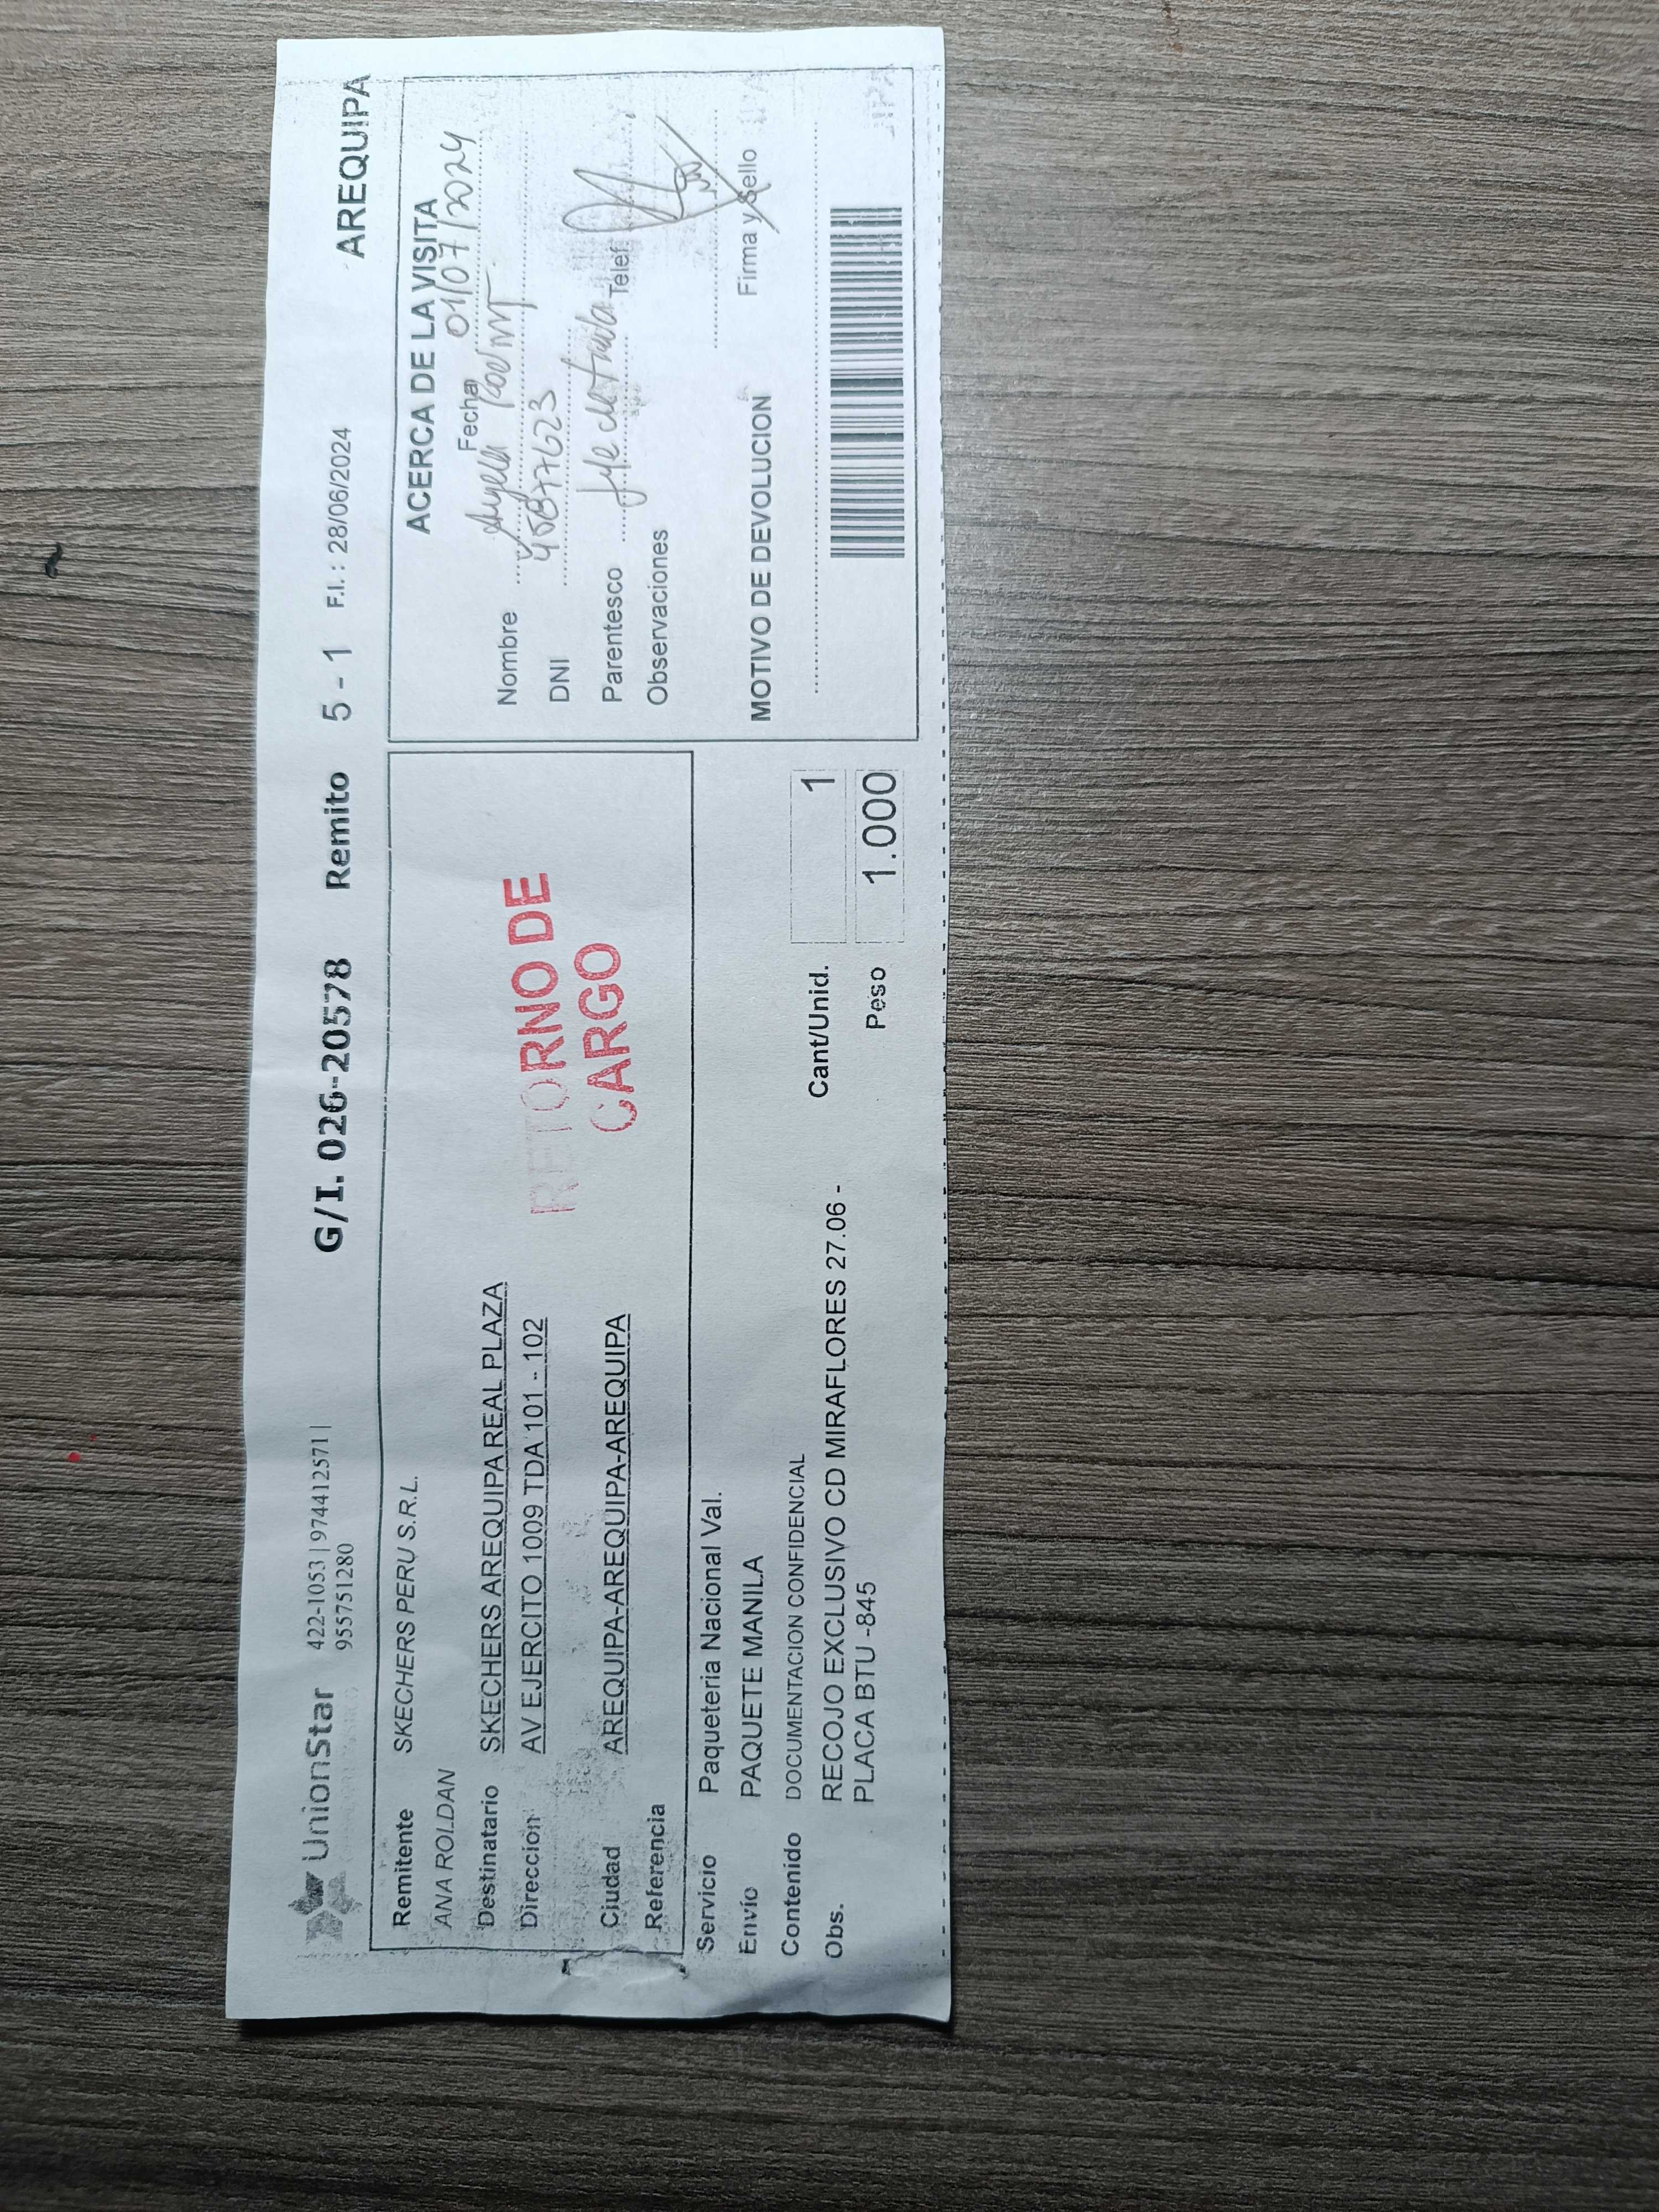 UnionStar 422-1053 | 974412571 |
955751280
G/I. 026-20578 Remito 5 - 1 F.I. : 28/06/2024 AREQUIPA
Remitente SKECHERS PERU S.R.L.
ANA ROLDAN
Destinatario SKECHERS AREQUIPA REAL PLAZA
Direccion AV EJERCITO 1009 TDA 101 - 102
Ciudad AREQUIPA-AREQUIPA-AREQUIPA
Referencia
RETORNO DE
CARGO
Servicio Paqueteria Nacional Val.
Envío PAQUETE MANILA
Contenido DOCUMENTACION CONFIDENCIAL
Obs. RECOJO EXCLUSIVO CD MIRAFLORES 27.06 -
PLACA BTU -845
Cant/Unid. 1
Peso 1.000
ACERCA DE LA VISITA
Fecha 01/07/2024
Nombre
DNI
Parentesco Jefe de tienda Telef.
Observaciones
Firma y Sello
MOTIVO DE DEVOLUCION